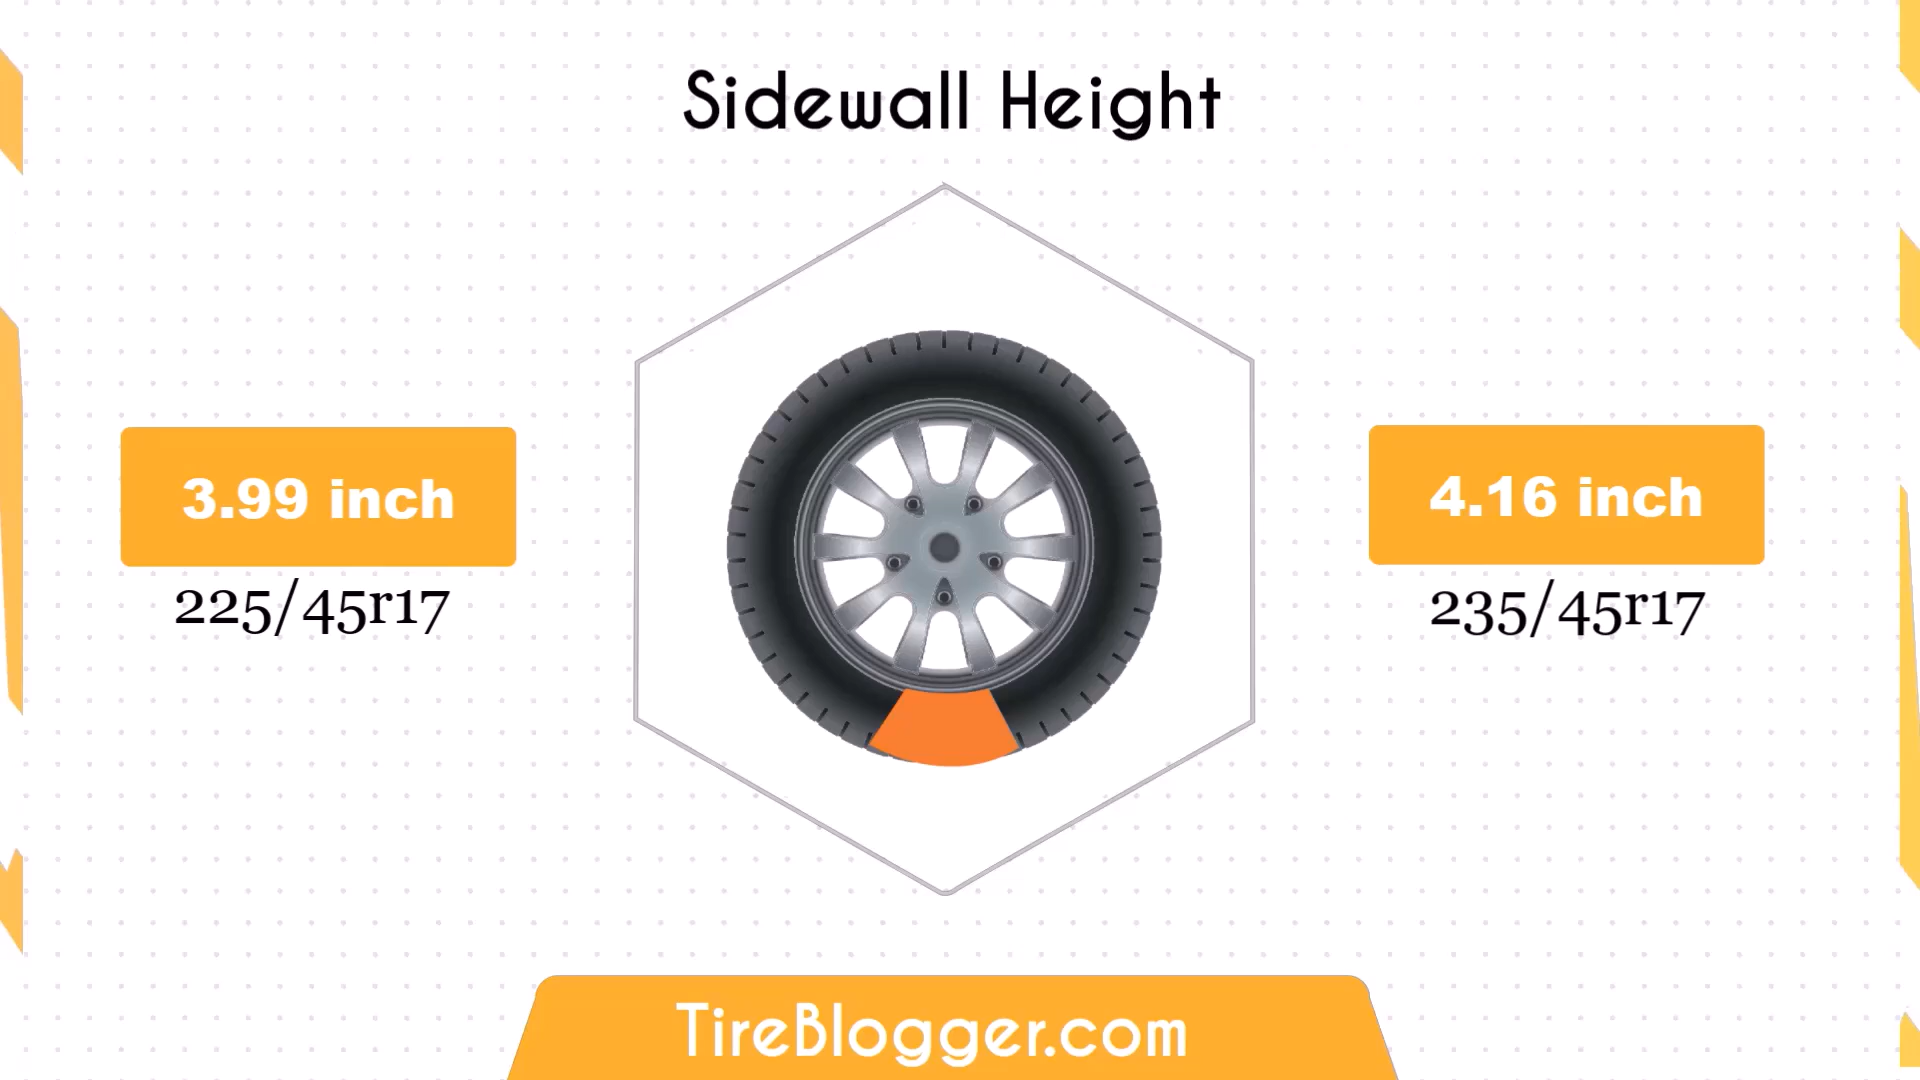 Sidewall Height
3.99 inch
225/45r17
4.16 inch
235/45r17
TireBlogger.com